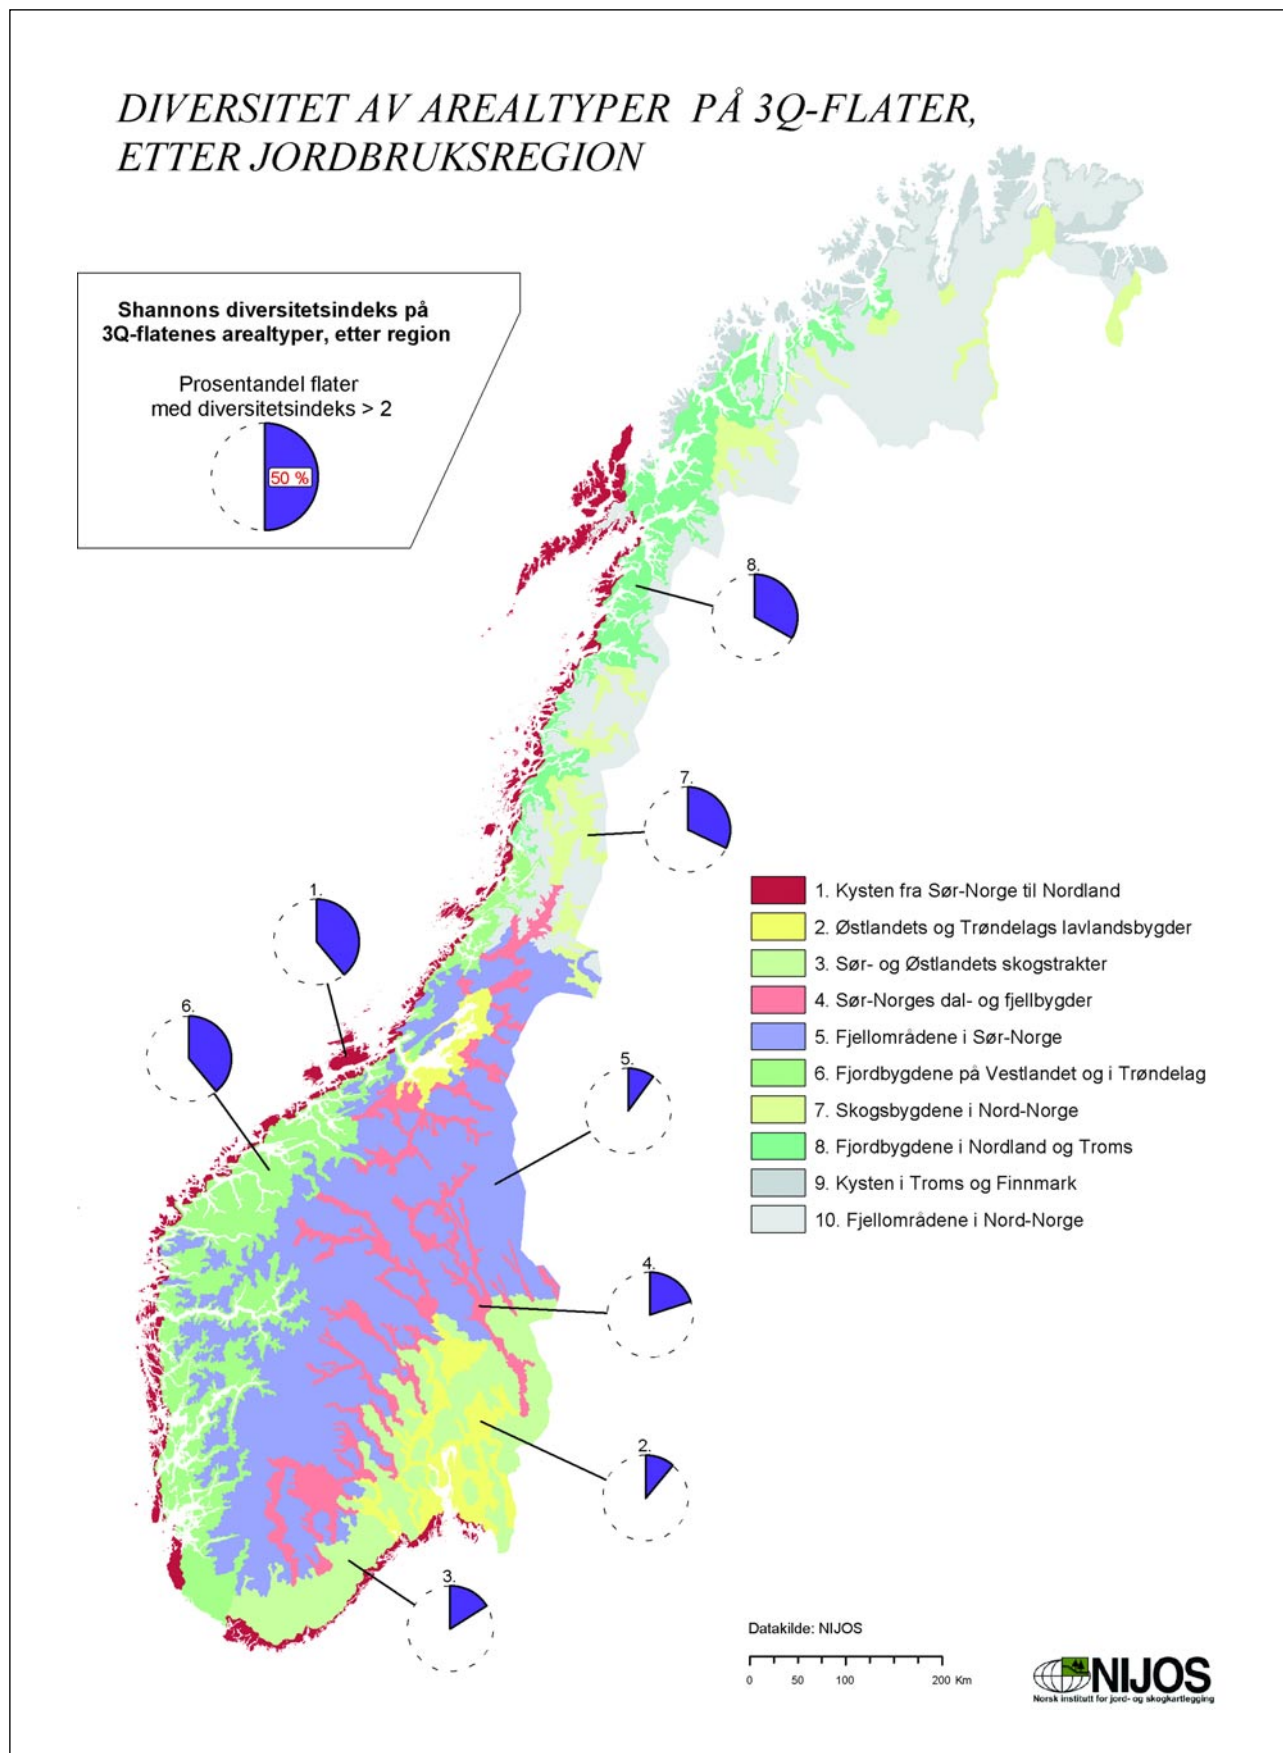 DIVERSITET AV AREALTYPER PÅ 3Q-FLATER,
ETTER JORDBRUKSREGION
Shannons diversitetsindeks på
3Q-flatenes arealtyper, etter region
Prosentandel flater
med diversitetsindeks > 2
50 %
8.
7.
1.
6.
5.
4.
2.
3.
1. Kysten fra Sør-Norge til Nordland
2. Østlandets og Trøndelags lavlandsbygder
3. Sør- og Østlandets skogstrakter
4. Sør-Norges dal- og fjellbygder
5. Fjellområdene i Sør-Norge
6. Fjordbygdene på Vestlandet og i Trøndelag
7. Skogsbygdene i Nord-Norge
8. Fjordbygdene i Nordland og Troms
9. Kysten i Troms og Finnmark
10. Fjellområdene i Nord-Norge
Datakilde: NIJOS
0 50 100 200 Km
NIJOS
Norsk institutt for jord- og skogkartlegging